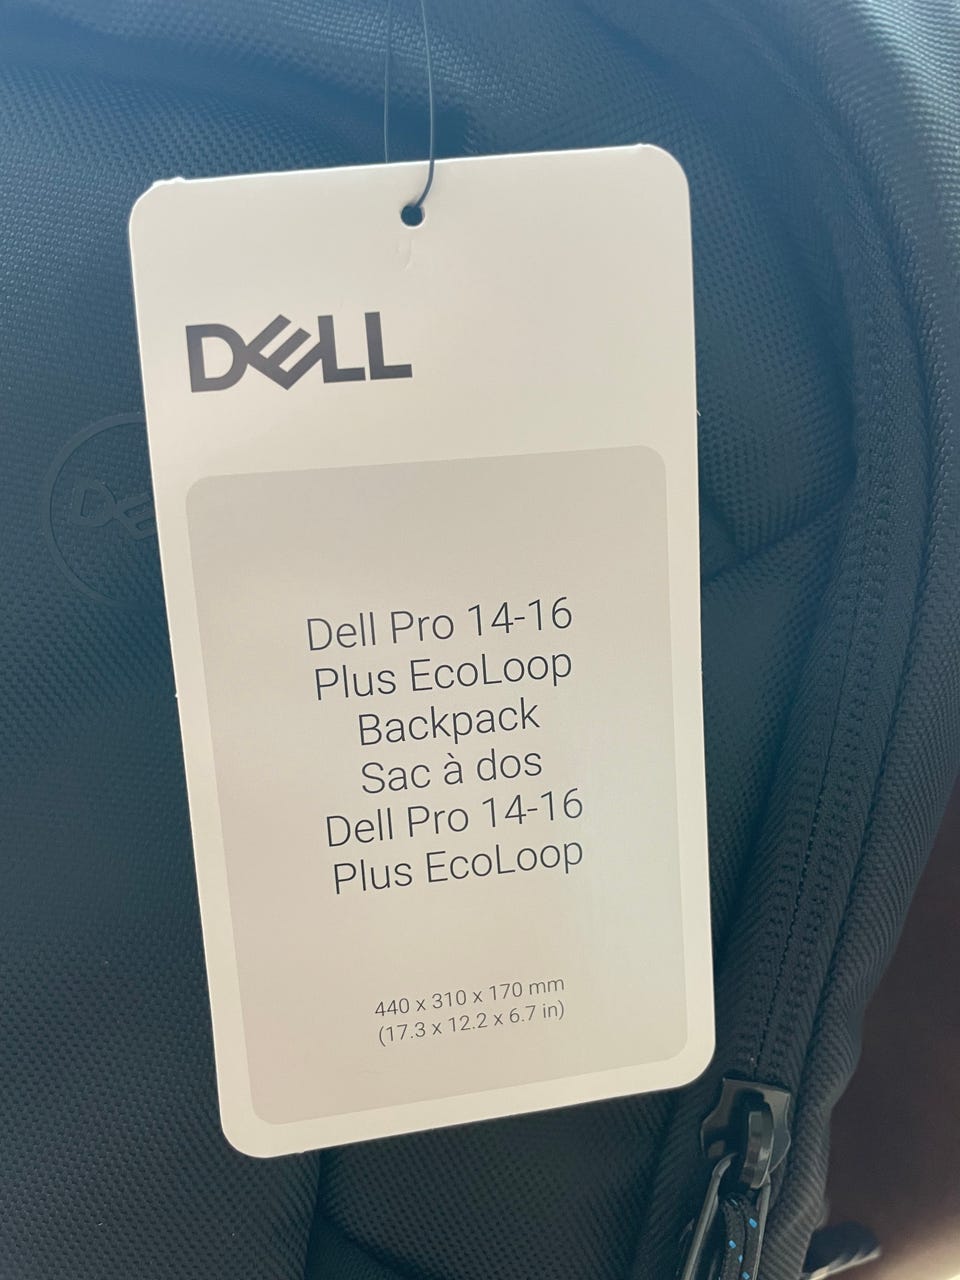 DELL
Dell Pro 14-16
Plus EcoLoop
Backpack
Sac à dos
Dell Pro 14-16
Plus EcoLoop
440 x 310 x 170 mm
(17.3 x 12.2 x 6.7 in)